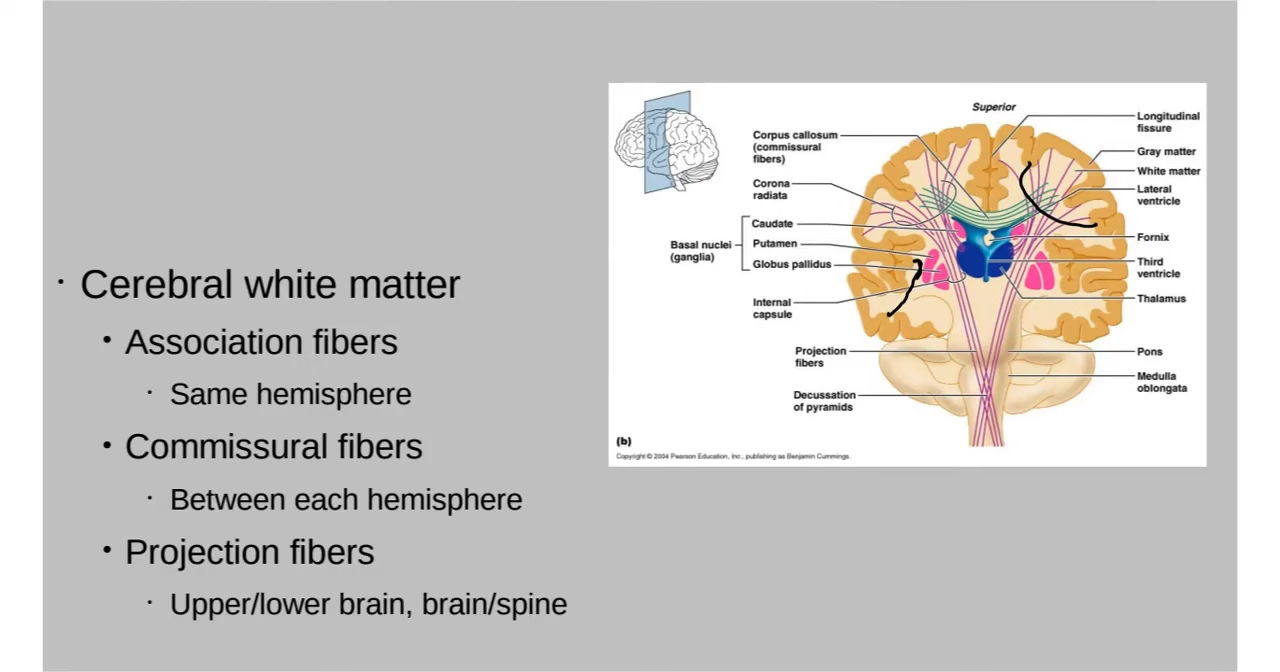 · Cerebral white matter
• Association fibers
· Same hemisphere
• Commissural fibers
· Between each hemisphere
• Projection fibers
· Upper/lower brain, brain/spine
Superior
Corpus callosum
(commissural
fibers)
Corona
radiata
Basal nuclei
(ganglia)
Caudate
Putamen
Globus pallidus
Internal
capsule
Projection
fibers
Decussation
of pyramids
Longitudinal
fissure
Gray matter
White matter
Lateral
ventricle
Fornix
Third
ventricle
Thalamus
Pons
Medulla
oblongata
(b)
Copyright © 2004 Pearson Education, Inc., publishing as Benjamin Cummings.